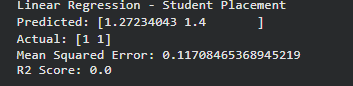 Linear Regression - Student Placement
Predicted: [1.27234043 1.4       ]
Actual: [1 1]
Mean Squared Error: 0.11708465368945219
R2 Score: 0.0